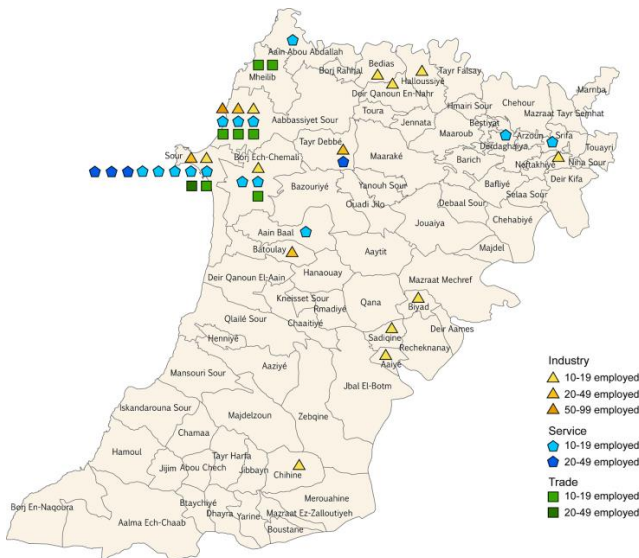 Aain Abou Abdallah
Mheilib
Borj Rahhal
Bedias
Halloussiyé
Tayr Falsay
Deir Qanoun En-Nahr
Toura
Jennata
Hmain Sour
Chehour
Marnba
Mazraat Tayr Semhat
Bestiyat
Arzoun
Srifa
Derdaghaiya
Touayri
Neftakhiyé
Niha Sour
Maaroub
Barich
Deir Kifa
Bafliyé
Selaa Sour
Aabbassiyet Sour
Tayr Debbé
Maaraké
Sour
Borj Ech-Chemali
Bazouriyé
Yanouh Sour
Ouadi Jilo
Debaal Sour
Chehabiyé
Jouaiya
Majdel
Aain Baal
Batoulay
Aaytit
Hanaouay
Mazraat Mechref
Deir Qanoun El-Aain
Kneisset Sour
Rmadiyé
Qana
Biyad
Qlailé Sour
Chaaitiyé
Deir Aames
Sadiqine
Recheknanay
Henniyé
Aaiyé
Mansouri Sour
Aaziyé
Jbal El-Botm
Iskandarouna Sour
Majdelzoun
Zebqine
Chamaa
Hamoul
Tayr Harfa
Jijim
Abou Chech
Jibbayn
Chihine
Merouahine
Borj En-Naqoura
Btaychiyé
Aalma Ech-Chaab
Dhayra
Yarine
Mazraat Ez-Zalloutiyeh
Boustane
Industry
10-19 employed
20-49 employed
50-99 employed
Service
10-19 employed
20-49 employed
Trade
10-19 employed
20-49 employed